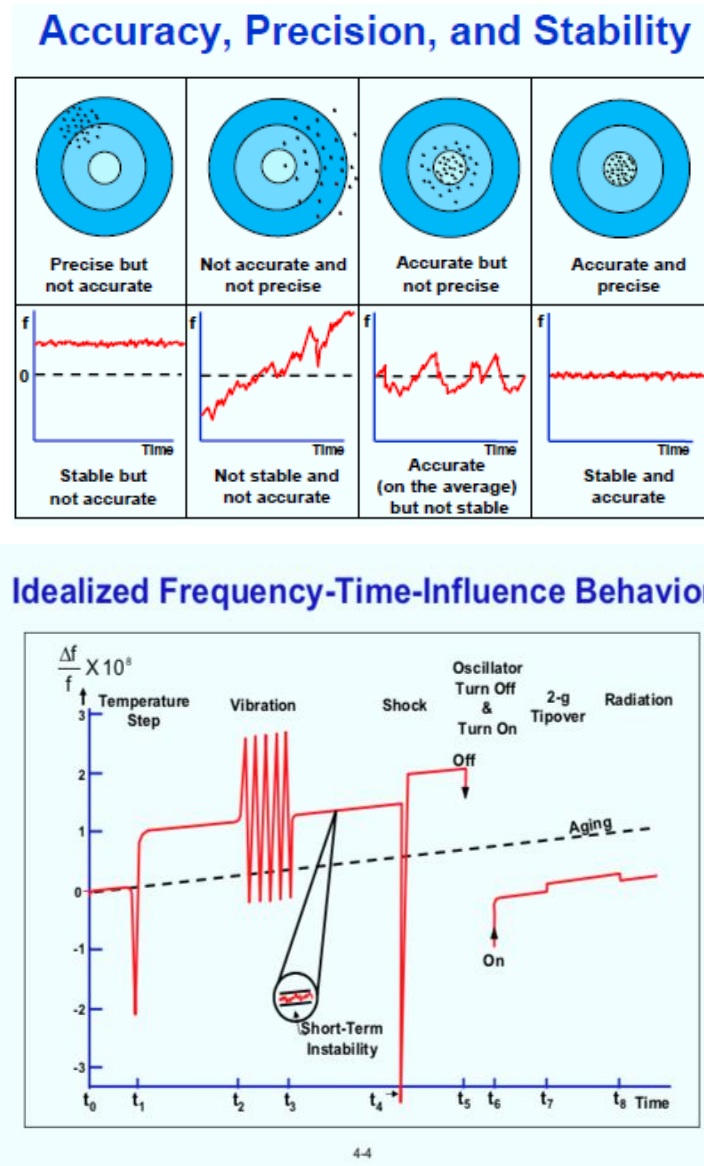 Accuracy, Precision, and Stability
Precise but
not accurate
Not accurate and
not precise
Accurate but
not precise
Accurate and
precise
f
0
Time
Stable but
not accurate
f
Time
Not stable and
not accurate
f
Time
Accurate
(on the average)
but not stable
f
Time
Stable and
accurate
Idealized Frequency-Time-Influence Behavior
Δf
f
X 10⁸
Temperature
Step
Vibration
Shock
Oscillator
Turn Off
&
Turn On
2-g
Tipover
Radiation
Off
3
2
1
0
-1
-2
-3
Aging
On
Short-Term
Instability
t₀ t₁ t₂ t₃ t₄ t₅ t₆ t₇ t₈ Time
4-4